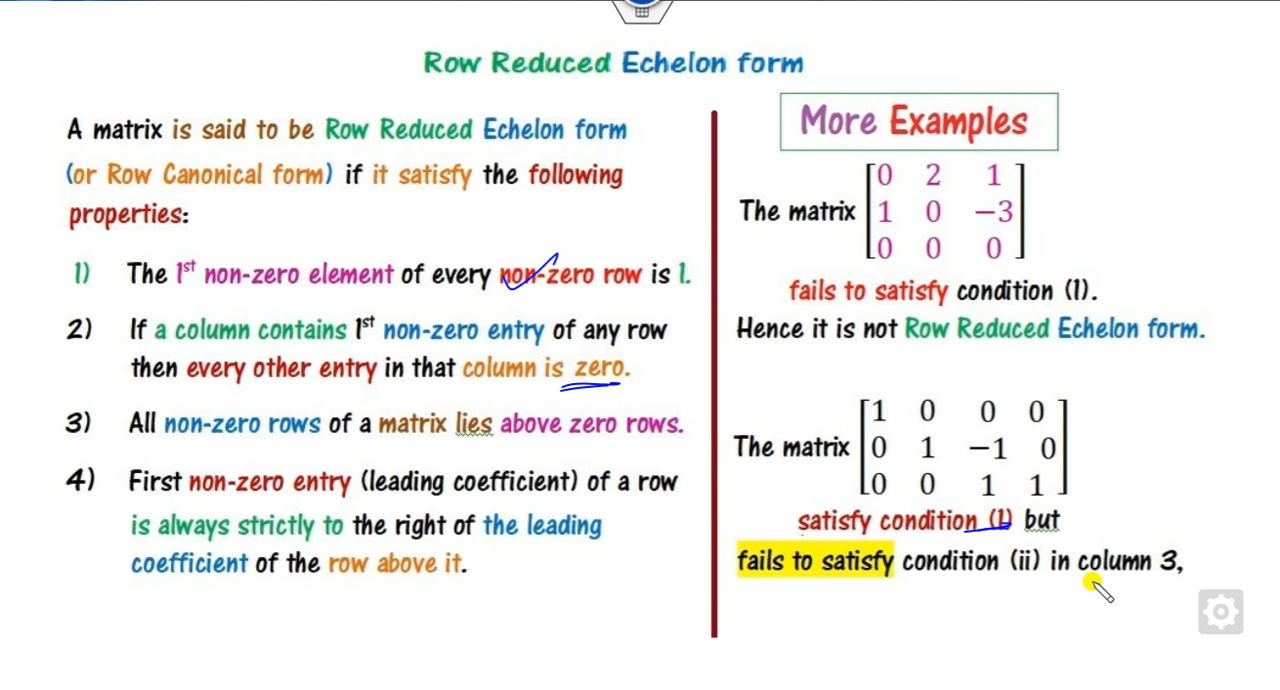 Row Reduced Echelon form
A matrix is said to be Row Reduced Echelon form
(or Row Canonical form) if it satisfy the following
properties:
1) The 1st non-zero element of every non-zero row is 1.
2) If a column contains 1st non-zero entry of any row
then every other entry in that column is zero.
3) All non-zero rows of a matrix lies above zero rows.
4) First non-zero entry (leading coefficient) of a row
is always strictly to the right of the leading
coefficient of the row above it.
More Examples
0 2 1
The matrix 1 0 −3
0 0 0
fails to satisfy condition (1).
Hence it is not Row Reduced Echelon form.
1 0 0 0
The matrix 0 1 −1 0
0 0 1 1
satisfy condition (1) but
fails to satisfy condition (ii) in column 3,